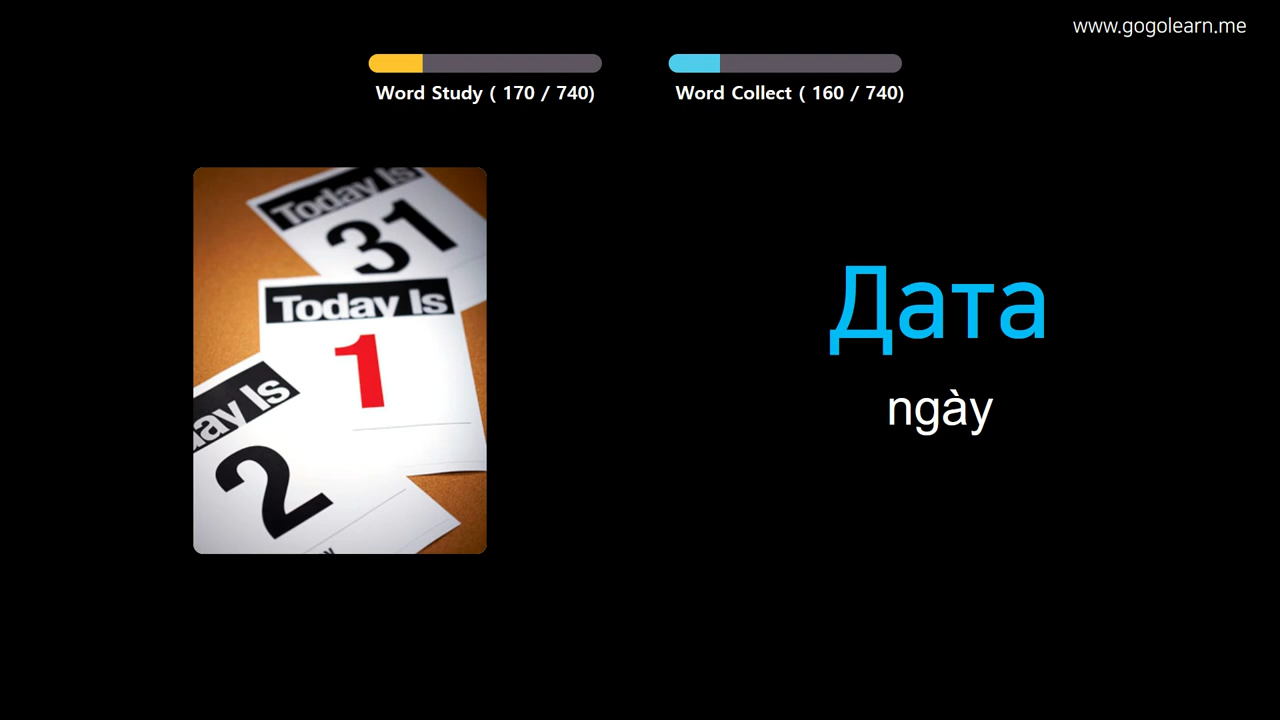 www.gogolearn.me
Word Study ( 170 / 740)
Word Collect ( 160 / 740)
Today Is
31
Today Is
1
day Is
2
Дата
ngày